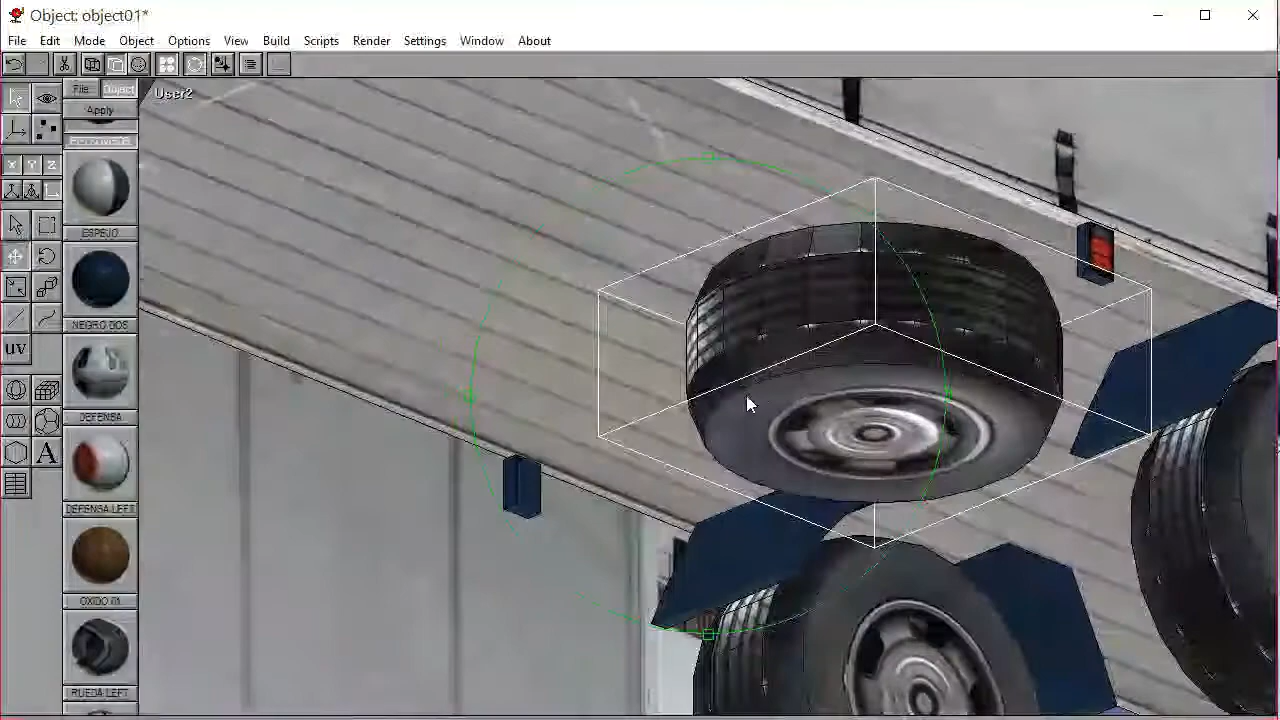 Object: object01*
File Edit Mode Object Options View Build Scripts Render Settings Window About
File Object
User2
Apply
X Y Z
ESPEJO
NEGRO DOS
uv
DEFENSA
A
DEFENSA LEFT
OXIDO 01
RUEDA LEFT